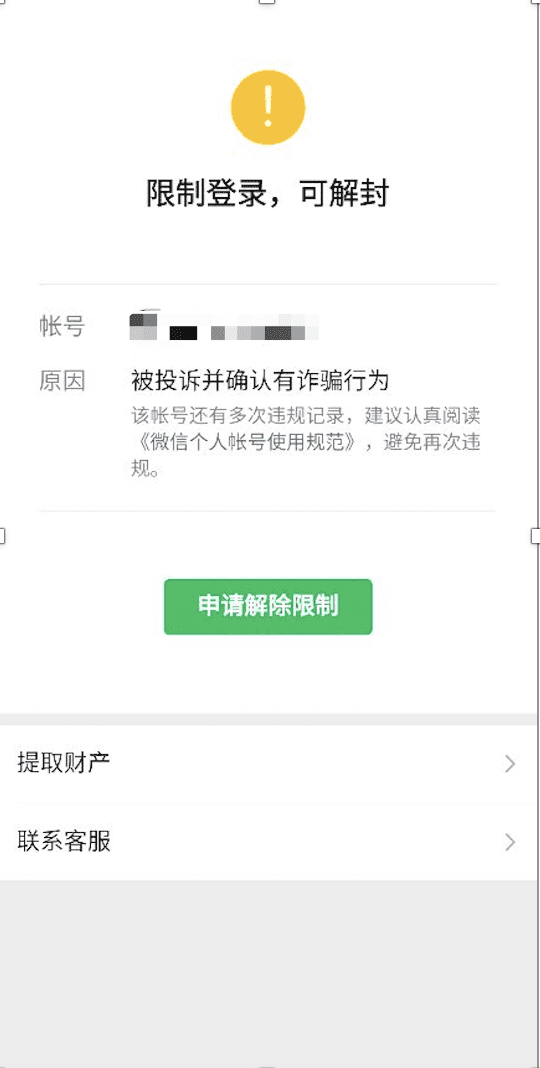 限制登录，可解封
帐号
原因 被投诉并确认有诈骗行为
该帐号还有多次违规记录，建议认真阅读
《微信个人帐号使用规范》，避免再次违
规。
申请解除限制
提取财产
联系客服